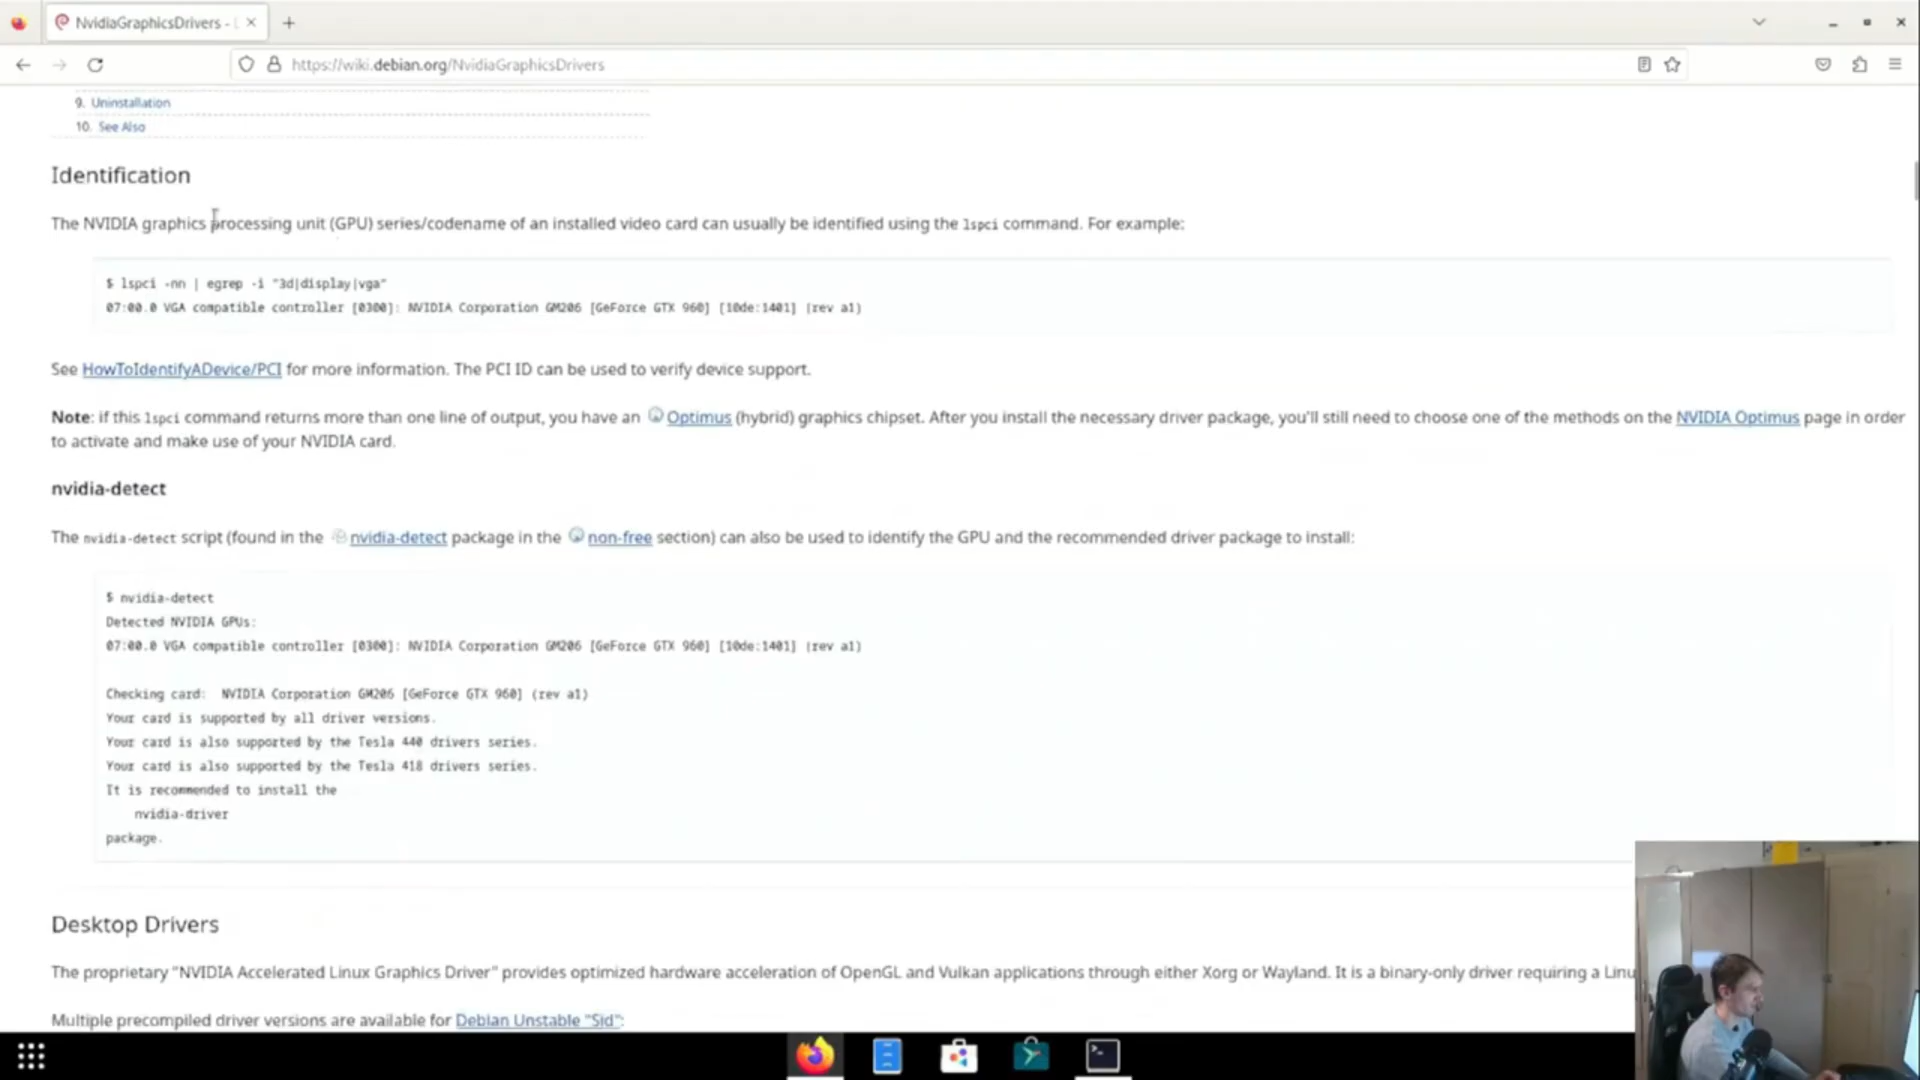 NvidiaGraphicsDrivers -
https://wiki.debian.org/NvidiaGraphicsDrivers
9. Uninstallation
10. See Also
Identification
The NVIDIA graphics processing unit (GPU) series/codename of an installed video card can usually be identified using the lspci command. For example:
$ lspci -nn | egrep -i "3d|display|vga"
07:00.0 VGA compatible controller [0300]: NVIDIA Corporation GM206 [GeForce GTX 960] [10de:1401] (rev a1)
See HowToIdentifyADevice/PCI for more information. The PCI ID can be used to verify device support.
Note: if this lspci command returns more than one line of output, you have an Optimus (hybrid) graphics chipset. After you install the necessary driver package, you'll still need to choose one of the methods on the NVIDIA Optimus page in order
to activate and make use of your NVIDIA card.
nvidia-detect
The nvidia-detect script (found in the nvidia-detect package in the non-free section) can also be used to identify the GPU and the recommended driver package to install:
$ nvidia-detect
Detected NVIDIA GPUs:
07:00.0 VGA compatible controller [0300]: NVIDIA Corporation GM206 [GeForce GTX 960] [10de:1401] (rev a1)
Checking card:  NVIDIA Corporation GM206 [GeForce GTX 960] (rev a1)
Your card is supported by all driver versions.
Your card is also supported by the Tesla 440 drivers series.
Your card is also supported by the Tesla 418 drivers series.
It is recommended to install the
nvidia-driver
package.
Desktop Drivers
The proprietary "NVIDIA Accelerated Linux Graphics Driver" provides optimized hardware acceleration of OpenGL and Vulkan applications through either Xorg or Wayland. It is a binary-only driver requiring a Linu
Multiple precompiled driver versions are available for Debian Unstable "Sid":